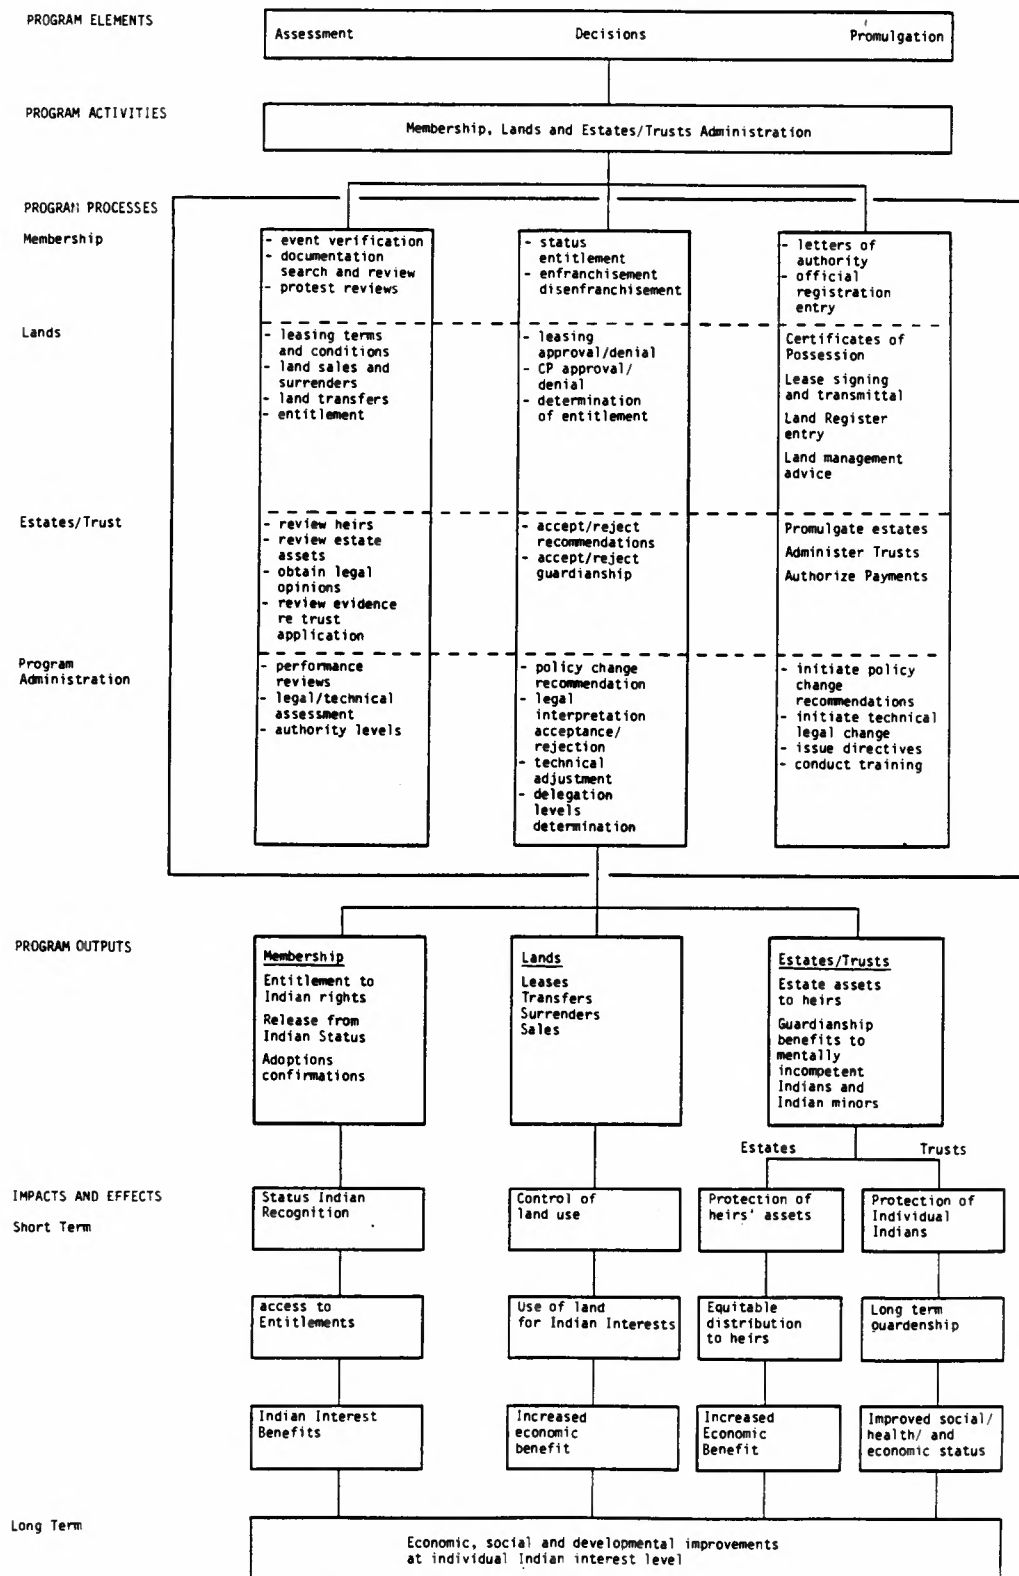 PROGRAM ELEMENTS
Assessment Decisions Promulgation
PROGRAM ACTIVITIES
Membership, Lands and Estates/Trusts Administration
PROGRAM PROCESSES
Membership
- event verification
- documentation
search and review
- protest reviews
- status
entitlement
- enfranchisement
disenfranchisement
- letters of
authority
- official
registration
entry
Lands
- leasing terms
and conditions
- land sales and
surrenders
- land transfers
- entitlement
- leasing
approval/denial
- CP approval/
denial
- determination
of entitlement
Certificates of
Possession
Lease signing
and transmittal
Land Register
entry
Land management
advice
Estates/Trust
- review heirs
- review estate
assets
- obtain legal
opinions
- review evidence
re trust
application
- accept/reject
recommendations
- accept/reject
guardianship
Promulgate estates
Administer Trusts
Authorize Payments
Program
Administration
- performance
reviews
- legal/technical
assessment
- authority levels
- policy change
recommendation
- legal
interpretation
acceptance/
rejection
- technical
adjustment
- delegation
levels
determination
- initiate policy
change
recommendations
- initiate technical
legal change
- issue directives
- conduct training
PROGRAM OUTPUTS
Membership
Entitlement to
Indian rights
Release from
Indian Status
Adoptions
confirmations
Lands
Leases
Transfers
Surrenders
Sales
Estates/Trusts
Estate assets
to heirs
Guardianship
benefits to
mentally
incompetent
Indians and
Indian minors
Estates Trusts
IMPACTS AND EFFECTS
Short Term
Status Indian
Recognition
Control of
land use
Protection of
heirs' assets
Protection of
Individual
Indians
access to
Entitlements
Use of land
for Indian Interests
Equitable
distribution
to heirs
Long term
guardenship
Indian Interest
Benefits
Increased
economic
benefit
Increased
Economic
Benefit
Improved social/
health/ and
economic status
Long Term
Economic, social and developmental improvements
at individual Indian interest level